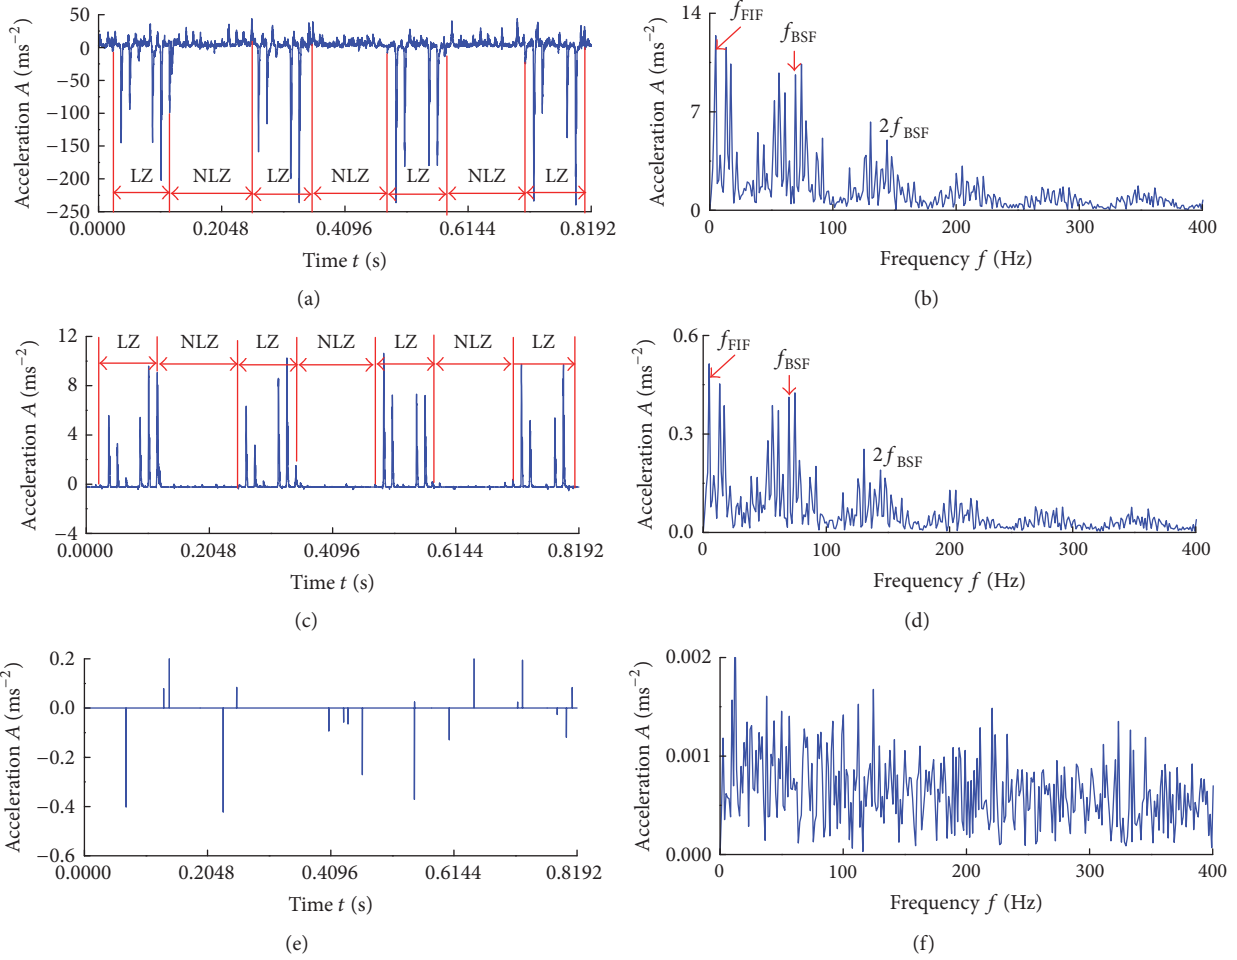 50
0
−50
−100
−150
−200
−250
Acceleration A (ms−2)
LZ NLZ LZ NLZ LZ NLZ LZ
0.0000 0.2048 0.4096 0.6144 0.8192
Time t (s)
(a)
14
7
0
Acceleration A (ms−2)
fFIF
fBSF
2fBSF
0 100 200 300 400
Frequency f (Hz)
(b)
12
8
4
0
−4
Acceleration A (ms−2)
LZ NLZ LZ NLZ LZ NLZ LZ
0.0000 0.2048 0.4096 0.6144 0.8192
Time t (s)
(c)
0.6
0.3
0.0
Acceleration A (ms−2)
fFIF
fBSF
2fBSF
0 100 200 300 400
Frequency f (Hz)
(d)
0.2
0.0
−0.2
−0.4
−0.6
Acceleration A (ms−2)
0.0000 0.2048 0.4096 0.6144 0.8192
Time t (s)
(e)
0.002
0.001
0.000
Acceleration A (ms−2)
0 100 200 300 400
Frequency f (Hz)
(f)